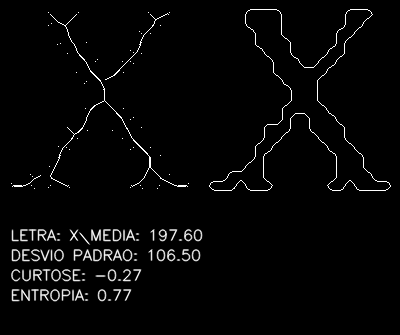 X X
LETRA: X\MEDIA: 197.60
DESVIO PADRAO: 106.50
CURTOSE: -0.27
ENTROPIA: 0.77